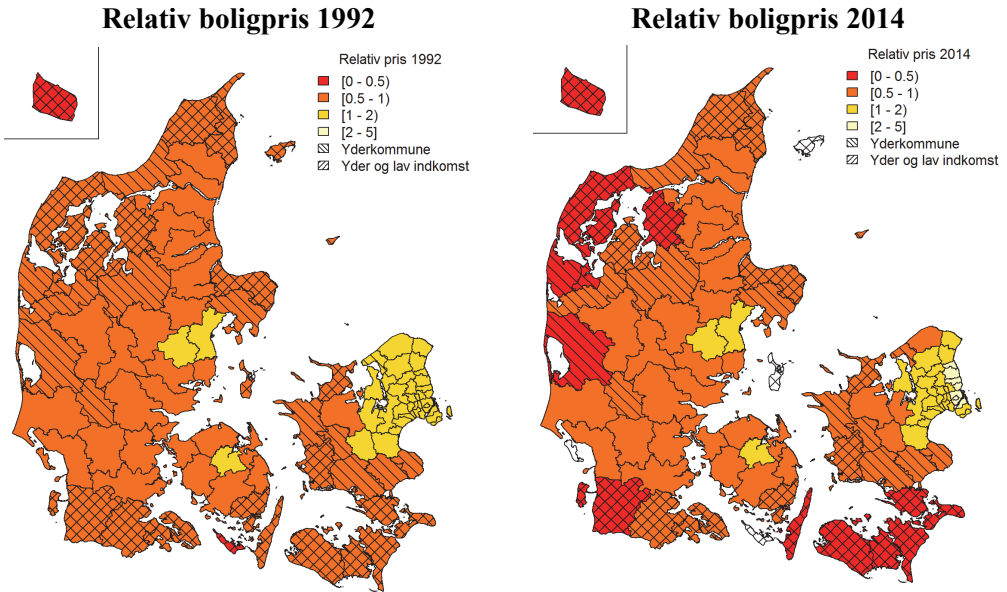 Relativ boligpris 1992
Relativ pris 1992
[0 - 0.5)
[0.5 - 1)
[1 - 2)
[2 - 5]
Yderkommune
Yder og lav indkomst
Relativ boligpris 2014
Relativ pris 2014
[0 - 0.5)
[0.5 - 1)
[1 - 2)
[2 - 5]
Yderkommune
Yder og lav indkomst